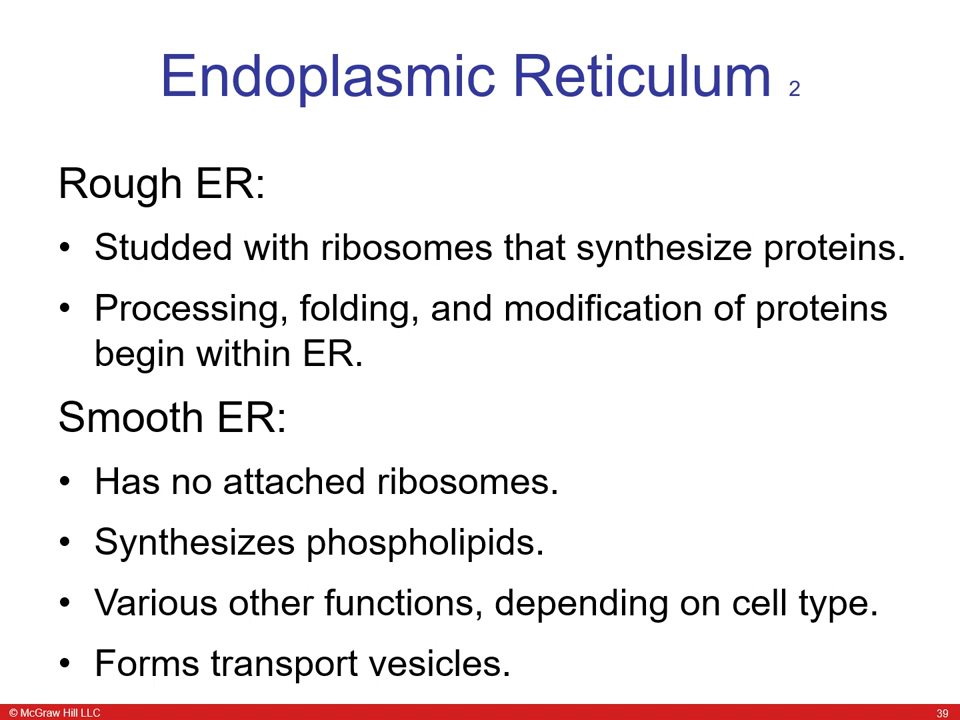 Endoplasmic Reticulum 2
Rough ER:
• Studded with ribosomes that synthesize proteins.
• Processing, folding, and modification of proteins
begin within ER.
Smooth ER:
• Has no attached ribosomes.
• Synthesizes phospholipids.
• Various other functions, depending on cell type.
• Forms transport vesicles.
© McGraw Hill LLC
39